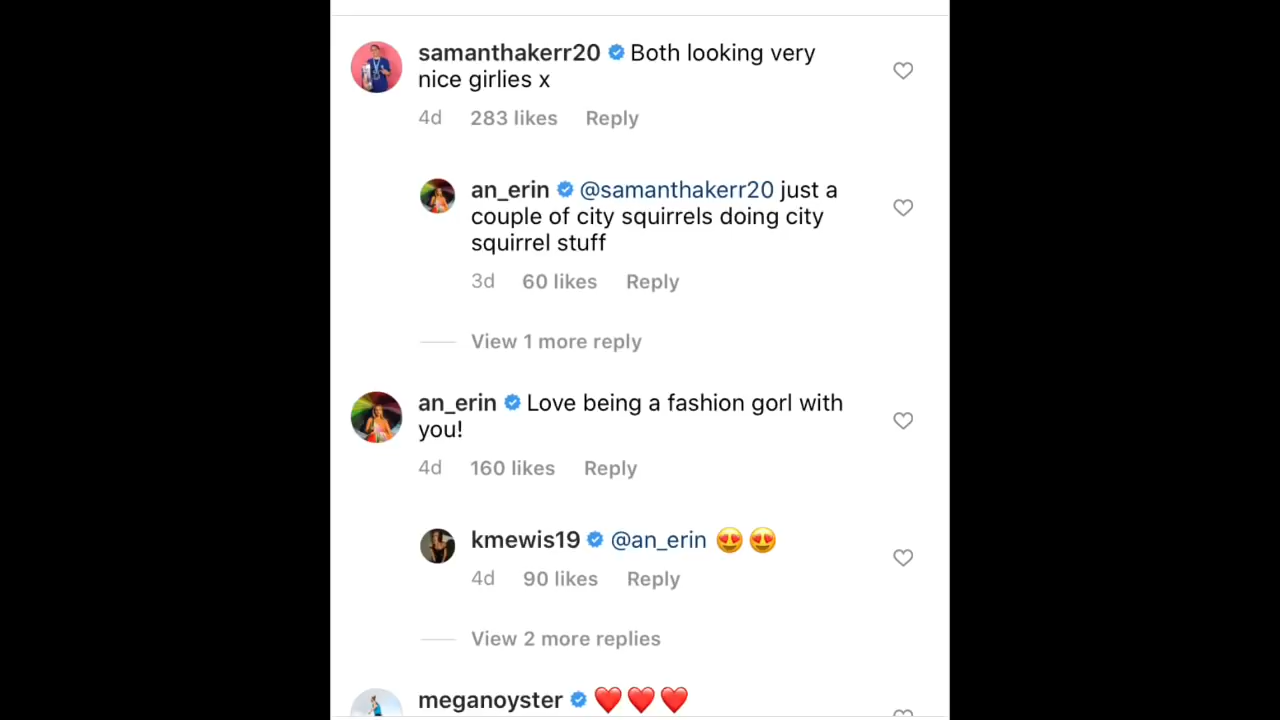 samanthakerr20 Both looking very
nice girlies x
4d 283 likes Reply
an_erin @samanthakerr20 just a
couple of city squirrels doing city
squirrel stuff
3d 60 likes Reply
View 1 more reply
an_erin Love being a fashion gorl with
you!
4d 160 likes Reply
kmewis19 @an_erin 😍😍
4d 90 likes Reply
View 2 more replies
meganoyster ❤️❤️❤️